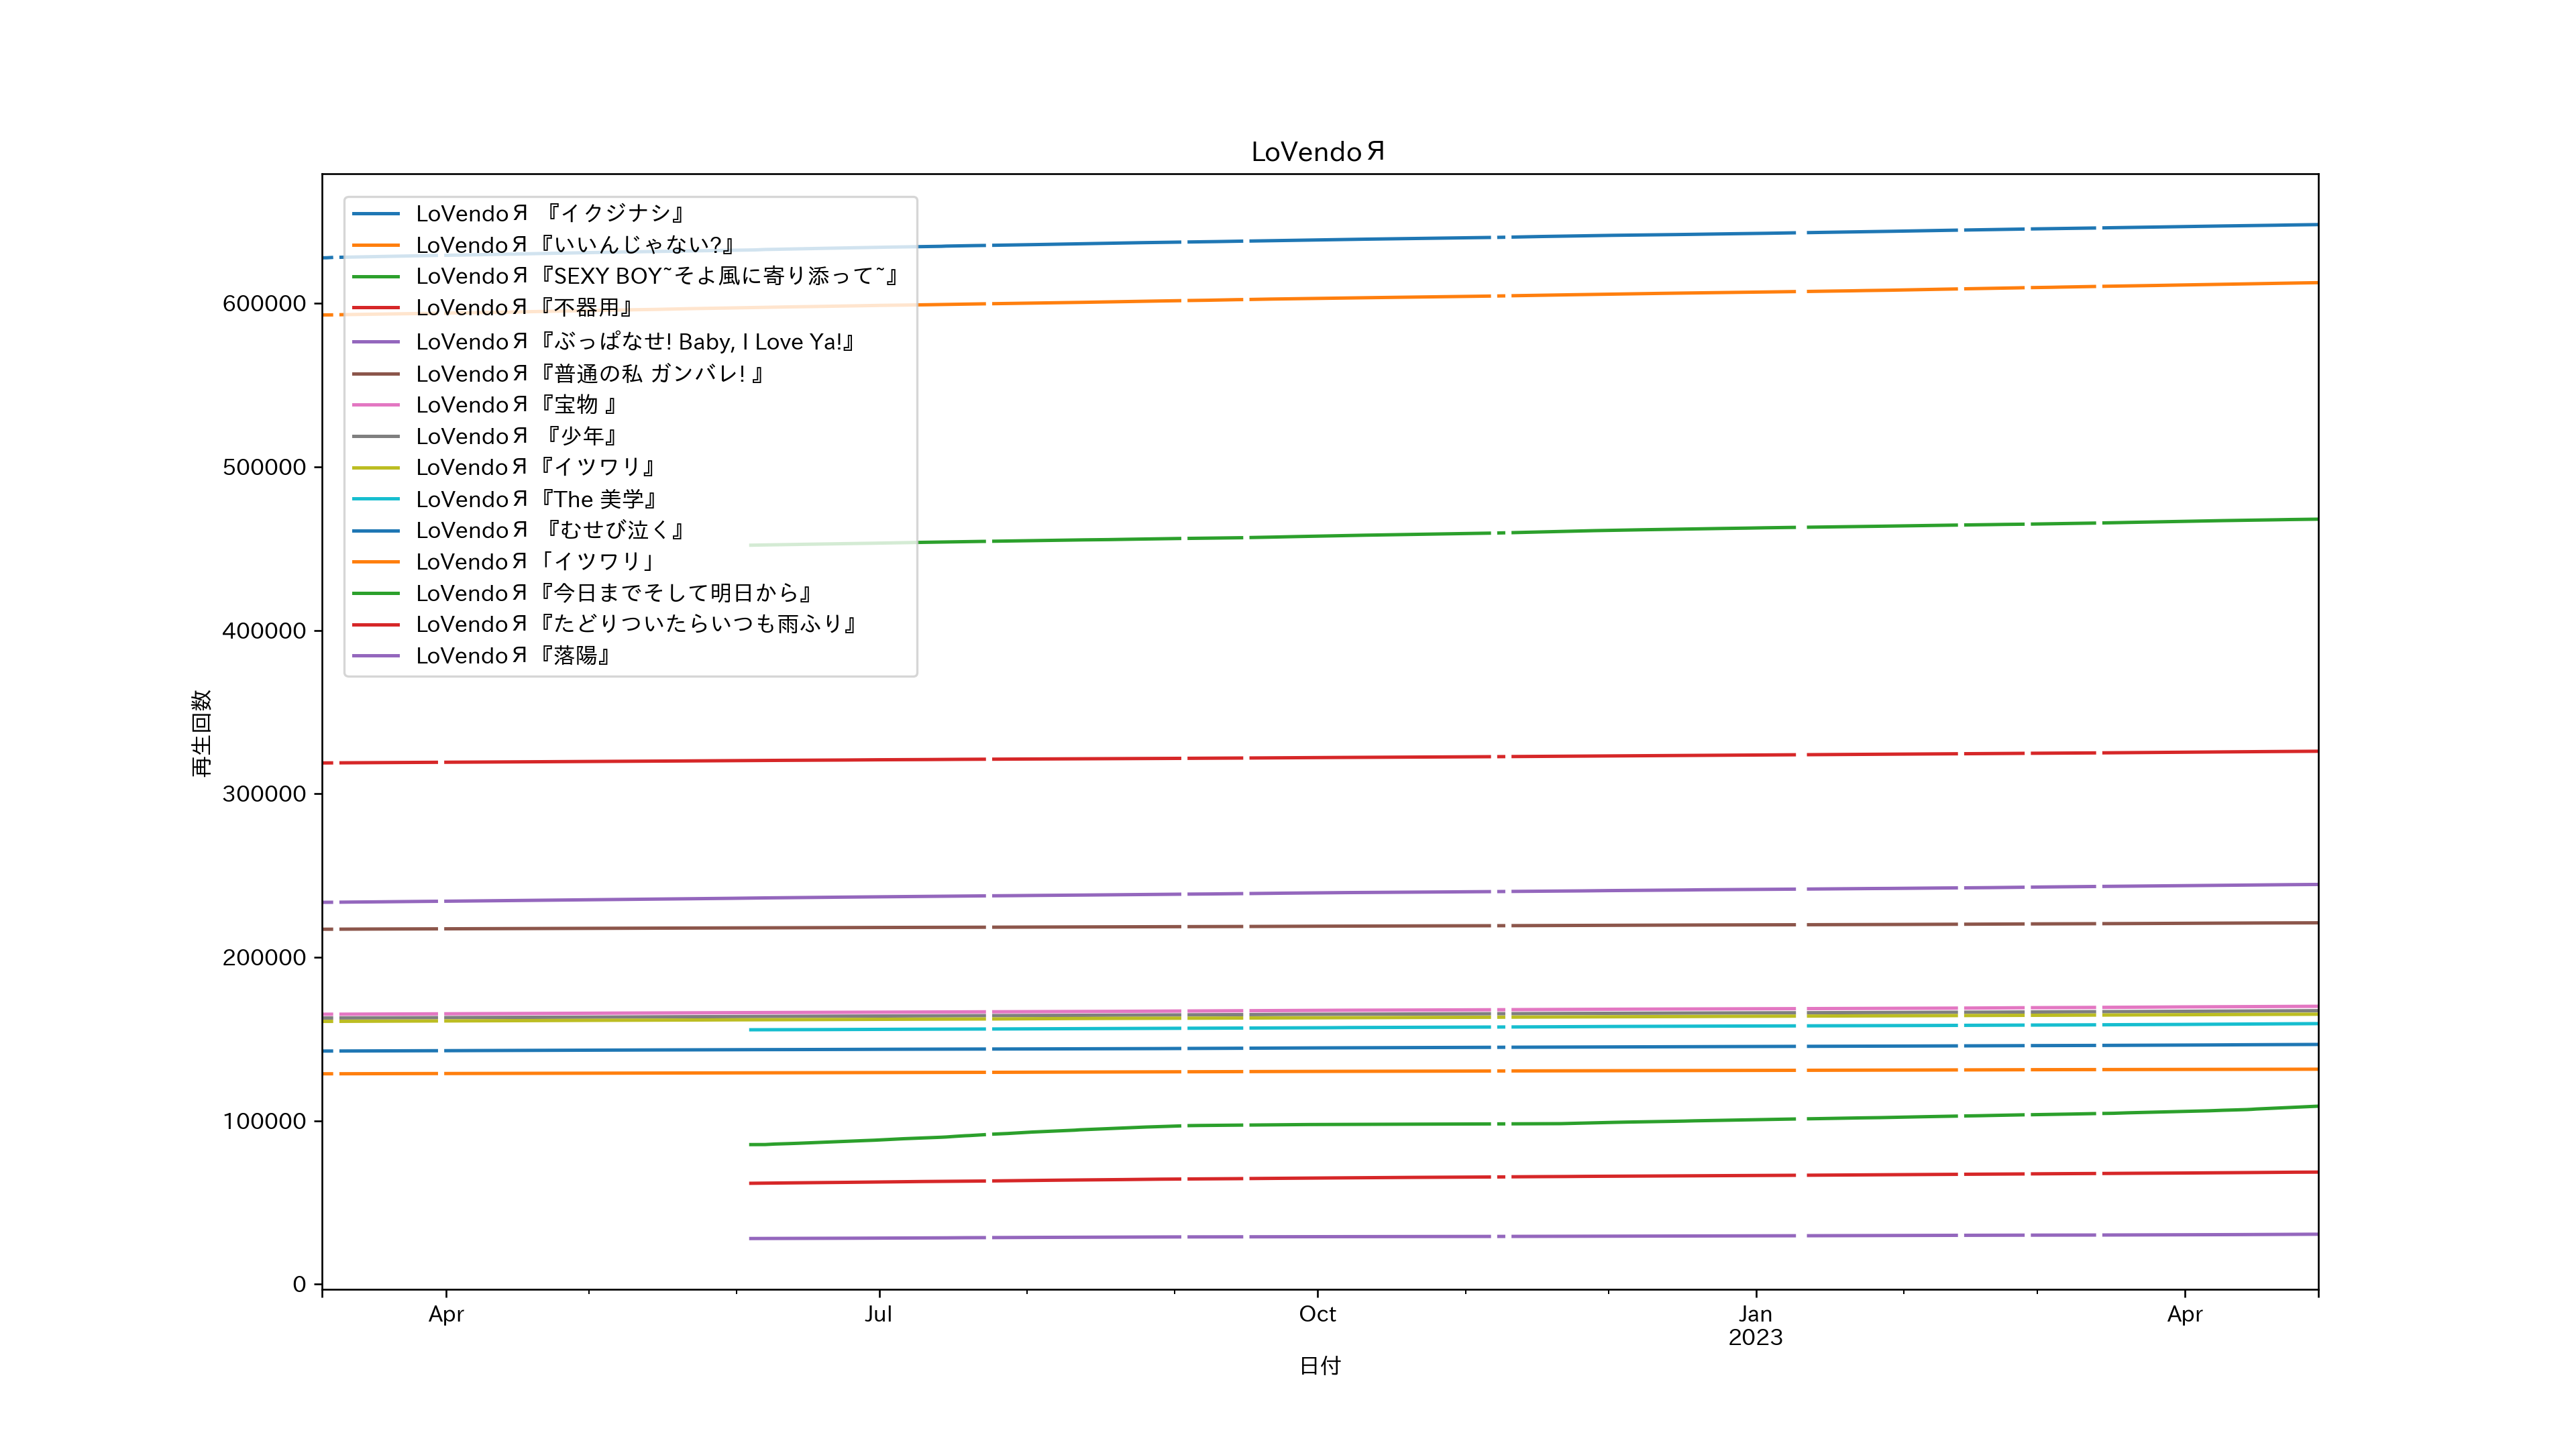 LoVendoЯ
LoVendoЯ 『イクジナシ』
LoVendoЯ『いいんじゃない?』
LoVendoЯ『SEXY BOY~そよ風に寄り添って~』
LoVendoЯ『不器用』
LoVendoЯ『ぶっぱなせ! Baby, I Love Ya!』
LoVendoЯ『普通の私 ガンバレ! 』
LoVendoЯ『宝物 』
LoVendoЯ 『少年』
LoVendoЯ『イツワリ』
LoVendoЯ『The 美学』
LoVendoЯ 『むせび泣く』
LoVendoЯ「イツワリ」
LoVendoЯ『今日までそして明日から』
LoVendoЯ『たどりついたらいつも雨ふり』
LoVendoЯ『落陽』
再生回数
600000
500000
400000
300000
200000
100000
0
Apr Jul Oct Jan Apr
2023
日付